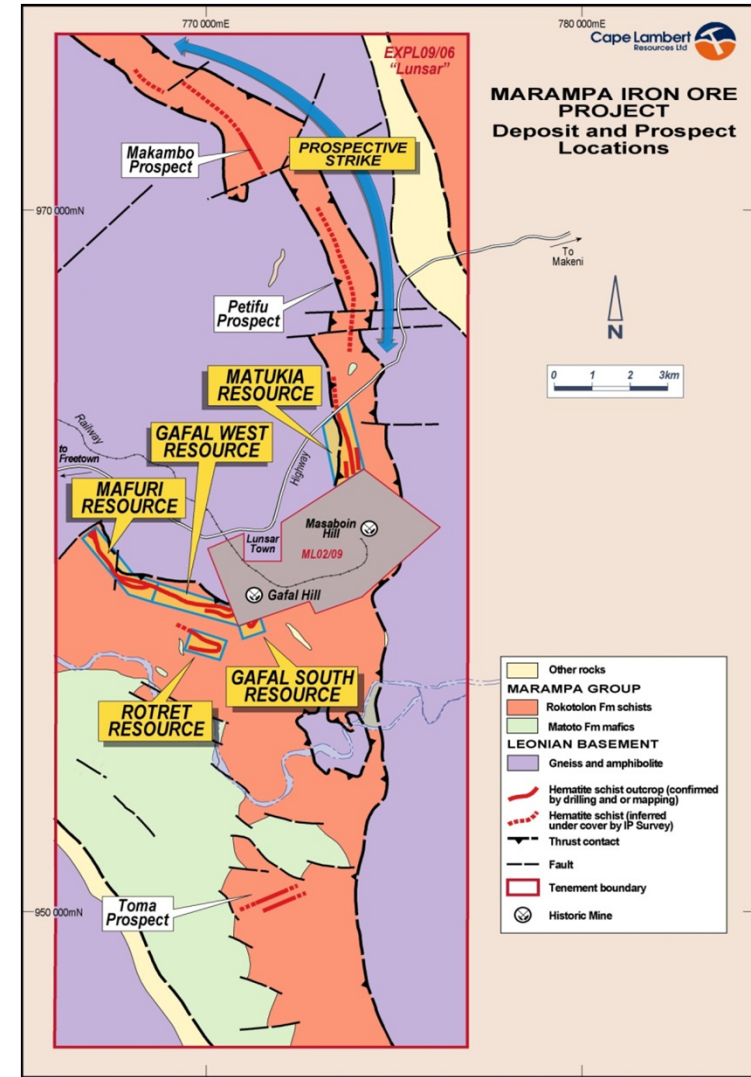 770 000mE
780 000mE
Cape Lambert
Resources Ltd
EXPL09/06
"Lunsar"
MARAMPA IRON ORE
PROJECT
Deposit and Prospect
Locations
Makambo
Prospect
PROSPECTIVE
STRIKE
970 000mN
To
Makeni
Petifu
Prospect
N
0 1 2 3km
MATUKIA
RESOURCE
Railway
GAFAL WEST
RESOURCE
Highway
to
Freetown
MAFURI
RESOURCE
Masaboin
Hill
Lunsar
Town
ML02/09
Gafal Hill
GAFAL SOUTH
RESOURCE
ROTRET
RESOURCE
Other rocks
MARAMPA GROUP
Rokotolon Fm schists
Matoto Fm mafics
LEONIAN BASEMENT
Gneiss and amphibolite
Hematite schist outcrop (confirmed
by drilling and or mapping)
Hematite schist (inferred
under cover by IP Survey)
Thrust contact
Fault
Tenement boundary
Historic Mine
Toma
Prospect
950 000mN